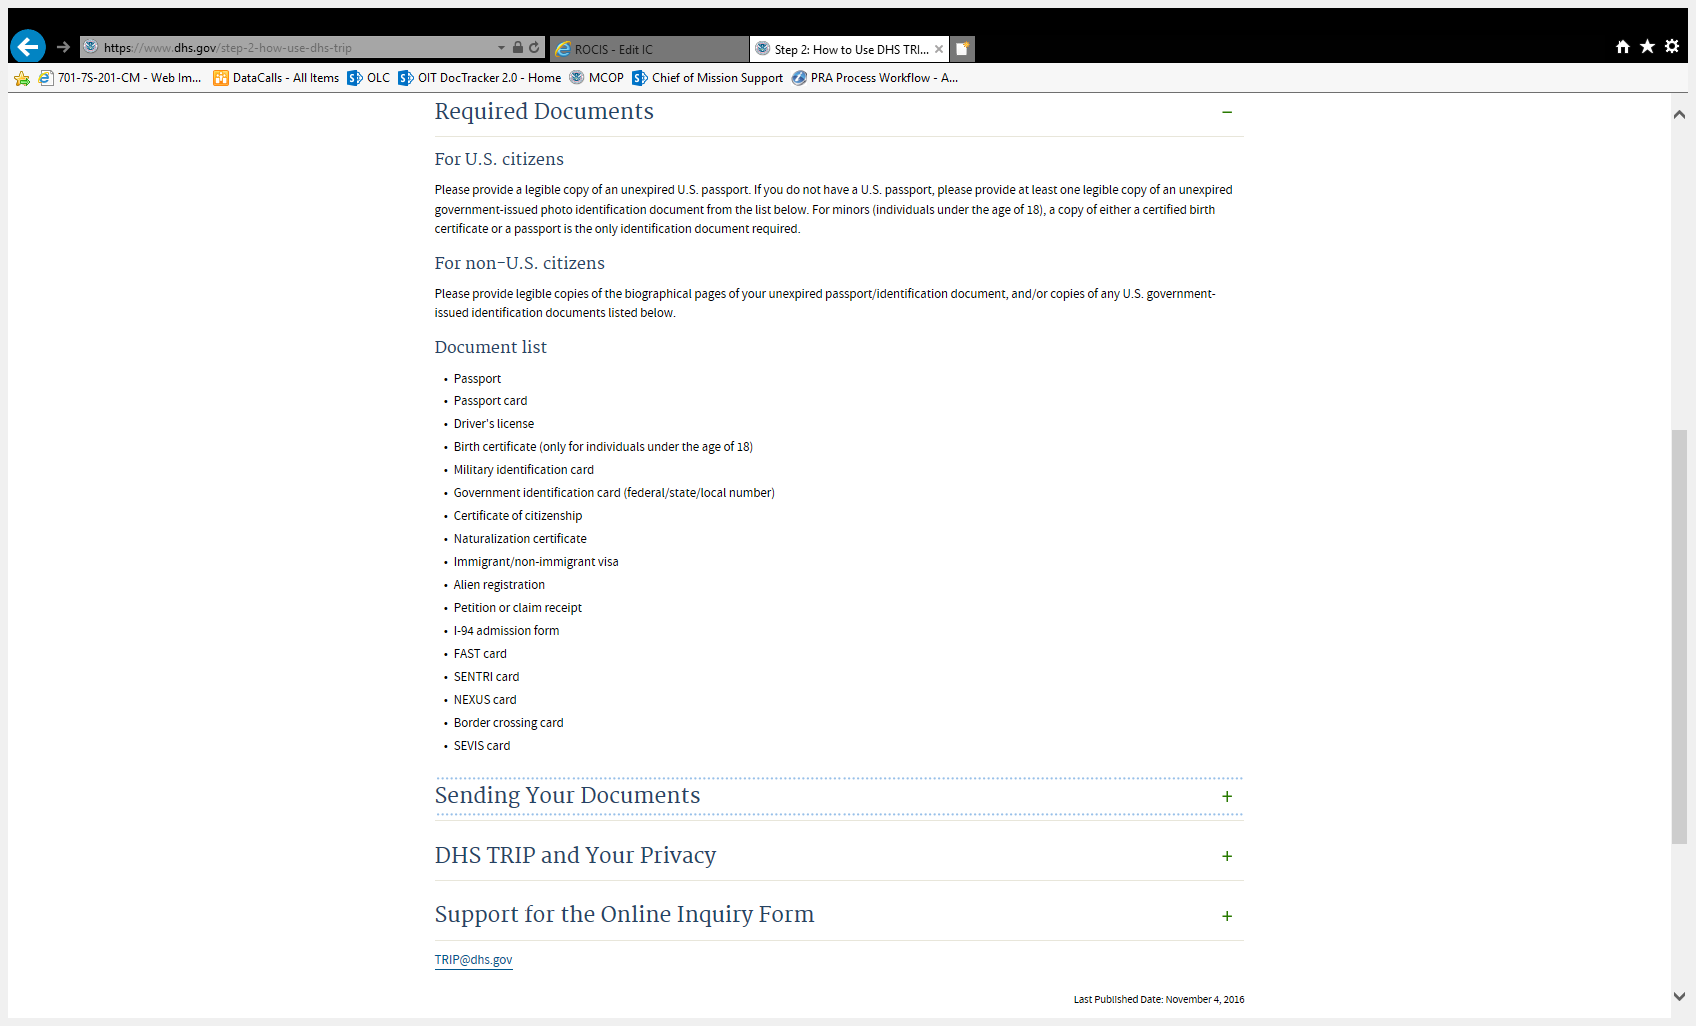 https://www.dhs.gov/step-2-how-use-dhs-trip
ROCIS - Edit IC
Step 2: How to Use DHS TRI...
701-7S-201-CM - Web Im...
DataCalls - All Items
OLC
OIT DocTracker 2.0 - Home
MCOP
Chief of Mission Support
PRA Process Workflow - A...
Required Documents
For U.S. citizens
Please provide a legible copy of an unexpired U.S. passport. If you do not have a U.S. passport, please provide at least one legible copy of an unexpired
government-issued photo identification document from the list below. For minors (individuals under the age of 18), a copy of either a certified birth
certificate or a passport is the only identification document required.
For non-U.S. citizens
Please provide legible copies of the biographical pages of your unexpired passport/identification document, and/or copies of any U.S. government-
issued identification documents listed below.
Document list
• Passport
• Passport card
• Driver's license
• Birth certificate (only for individuals under the age of 18)
• Military identification card
• Government identification card (federal/state/local number)
• Certificate of citizenship
• Naturalization certificate
• Immigrant/non-immigrant visa
• Alien registration
• Petition or claim receipt
• I-94 admission form
• FAST card
• SENTRI card
• NEXUS card
• Border crossing card
• SEVIS card
Sending Your Documents
DHS TRIP and Your Privacy
Support for the Online Inquiry Form
TRIP@dhs.gov
Last Published Date: November 4, 2016